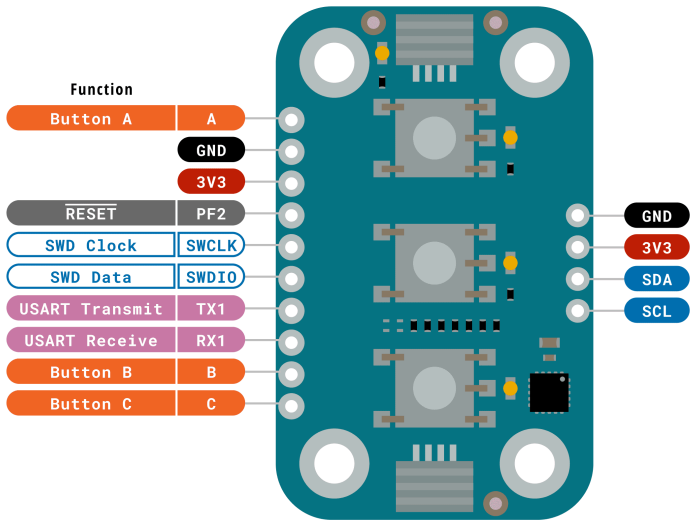 Function
Button A A
GND
3V3
RESET PF2
SWD Clock SWCLK
SWD Data SWDIO
USART Transmit TX1
USART Receive RX1
Button B B
Button C C
GND
3V3
SDA
SCL